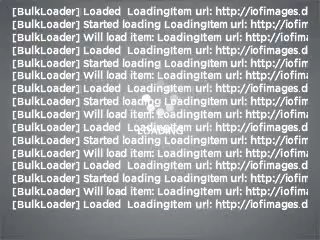 [BulkLoader] Loaded LoadingItem url: http://iofimages.d
[BulkLoader] Started loading LoadingItem url: http://iofim
[BulkLoader] Will load item: LoadingItem url: http://iofima
[BulkLoader] Loaded LoadingItem url: http://iofimages.d
[BulkLoader] Started loading LoadingItem url: http://iofim
[BulkLoader] Will load item: LoadingItem url: http://iofima
[BulkLoader] Loaded LoadingItem url: http://iofimages.d
[BulkLoader] Started loading LoadingItem url: http://iofim
[BulkLoader] Will load item: LoadingItem url: http://iofima
[BulkLoader] Loaded LoadingItem url: http://iofimages.d
LOADING
[BulkLoader] Started loading LoadingItem url: http://iofim
[BulkLoader] Will load item: LoadingItem url: http://iofima
[BulkLoader] Loaded LoadingItem url: http://iofimages.d
[BulkLoader] Started loading LoadingItem url: http://iofim
[BulkLoader] Will load item: LoadingItem url: http://iofima
[BulkLoader] Loaded LoadingItem url: http://iofimages.d